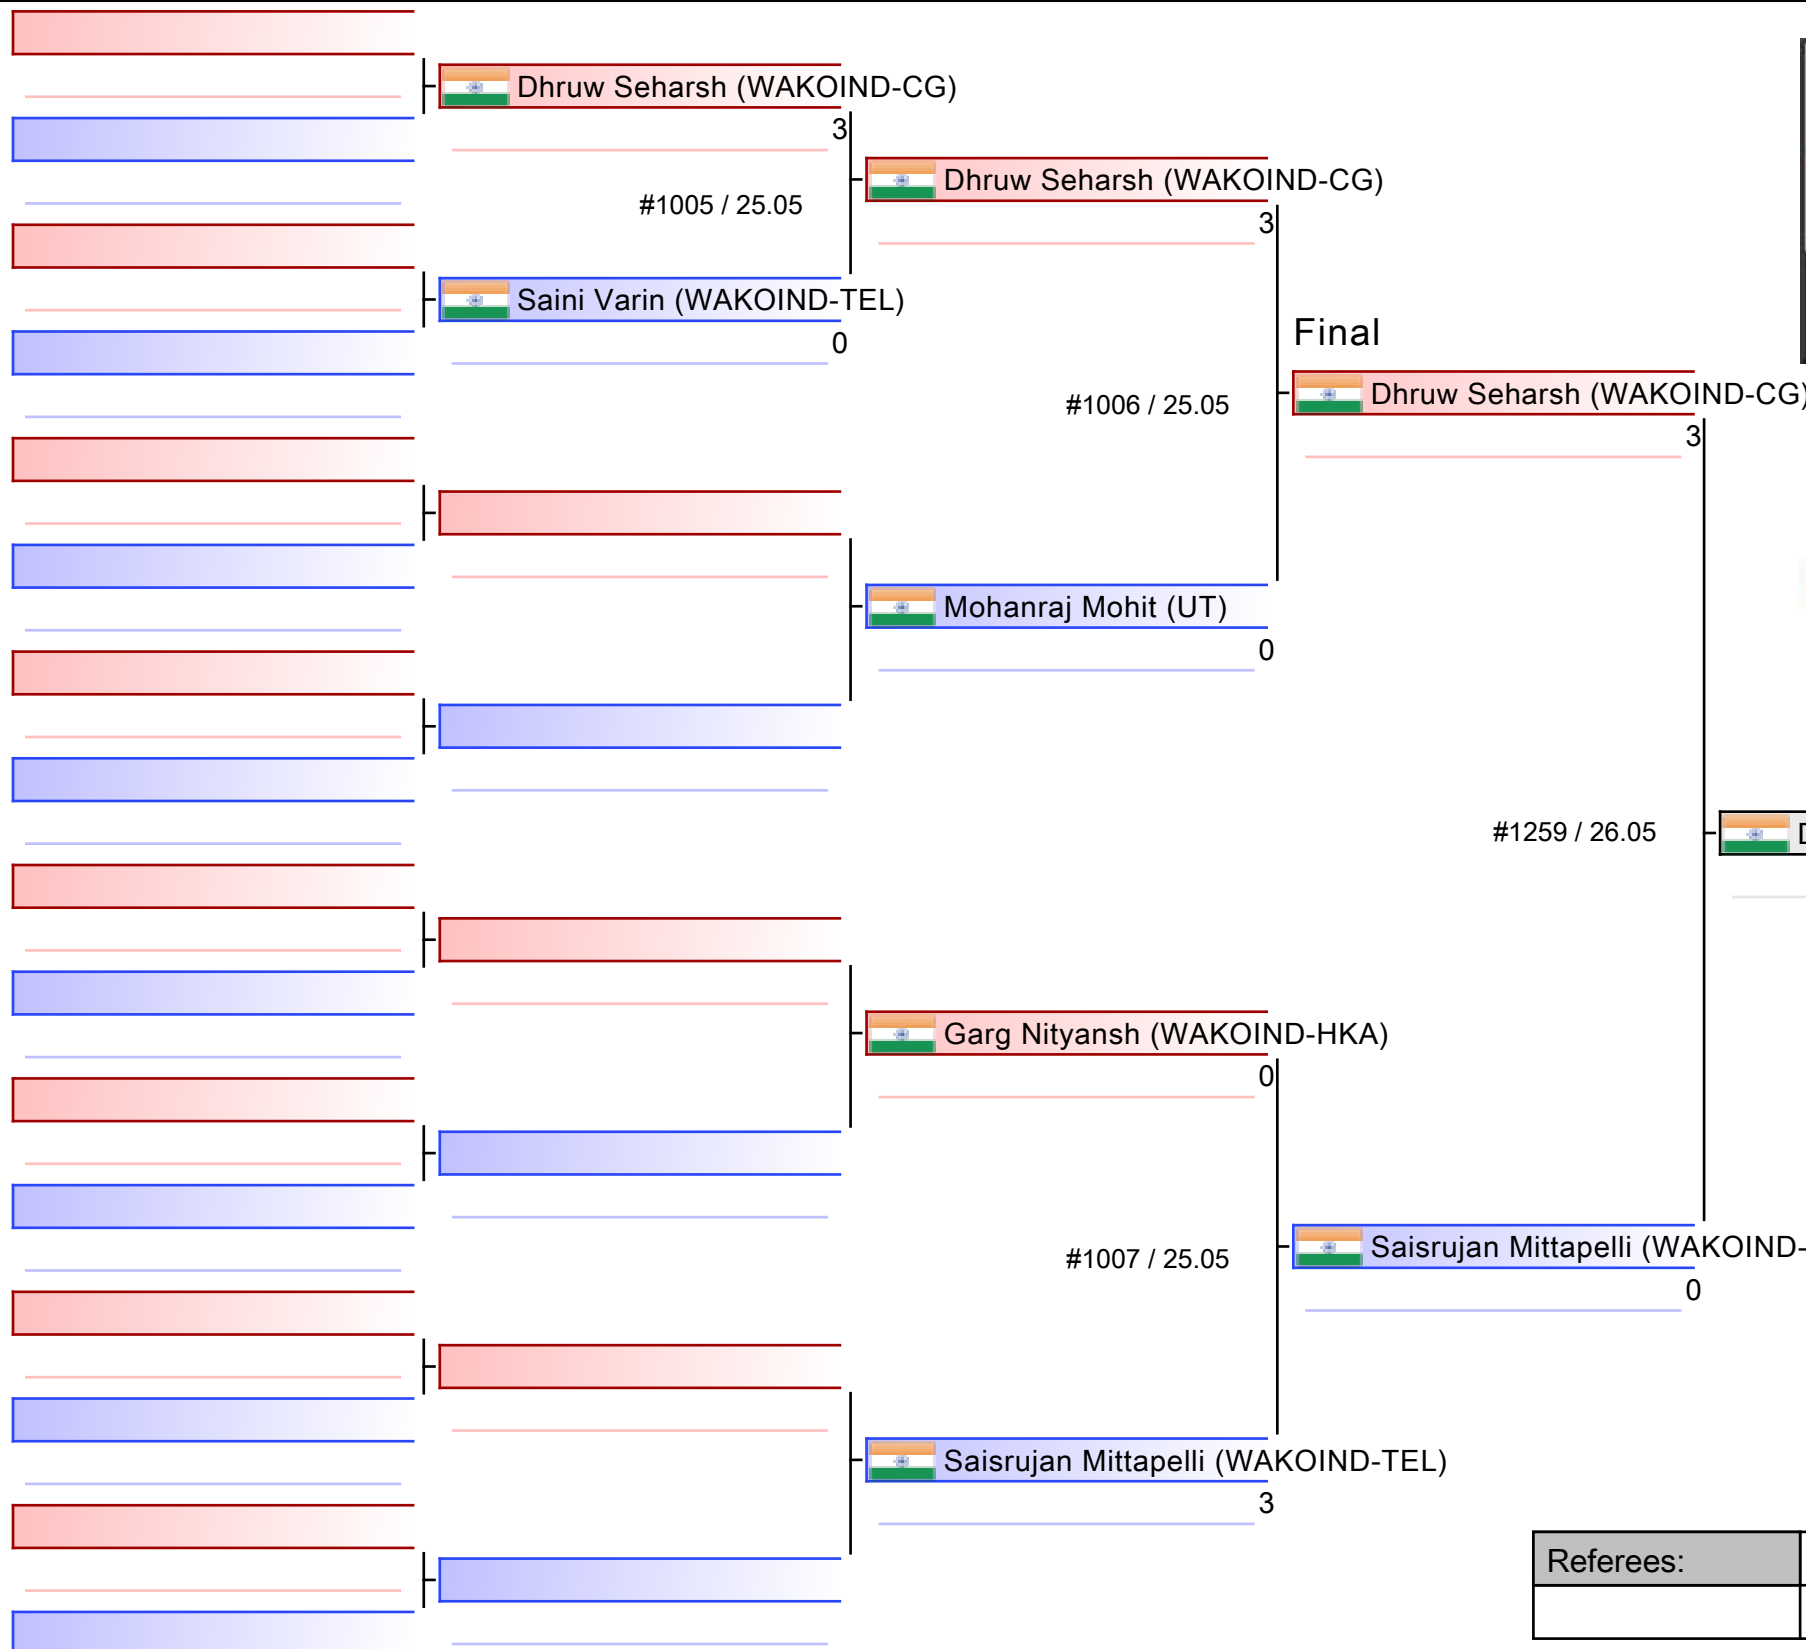 Dhruw Seharsh (WAKOIND-CG)
3
Dhruw Seharsh (WAKOIND-CG)
#1005 / 25.05
3
Saini Varin (WAKOIND-TEL)
Final
0
Dhruw Seharsh (WAKOIND-CG)
#1006 / 25.05
3
Mohanraj Mohit (UT)
0
#1259 / 26.05
Garg Nityansh (WAKOIND-HKA)
0
Saisrujan Mittapelli (WAKOIND-
#1007 / 25.05
0
Saisrujan Mittapelli (WAKOIND-TEL)
3
Referees: